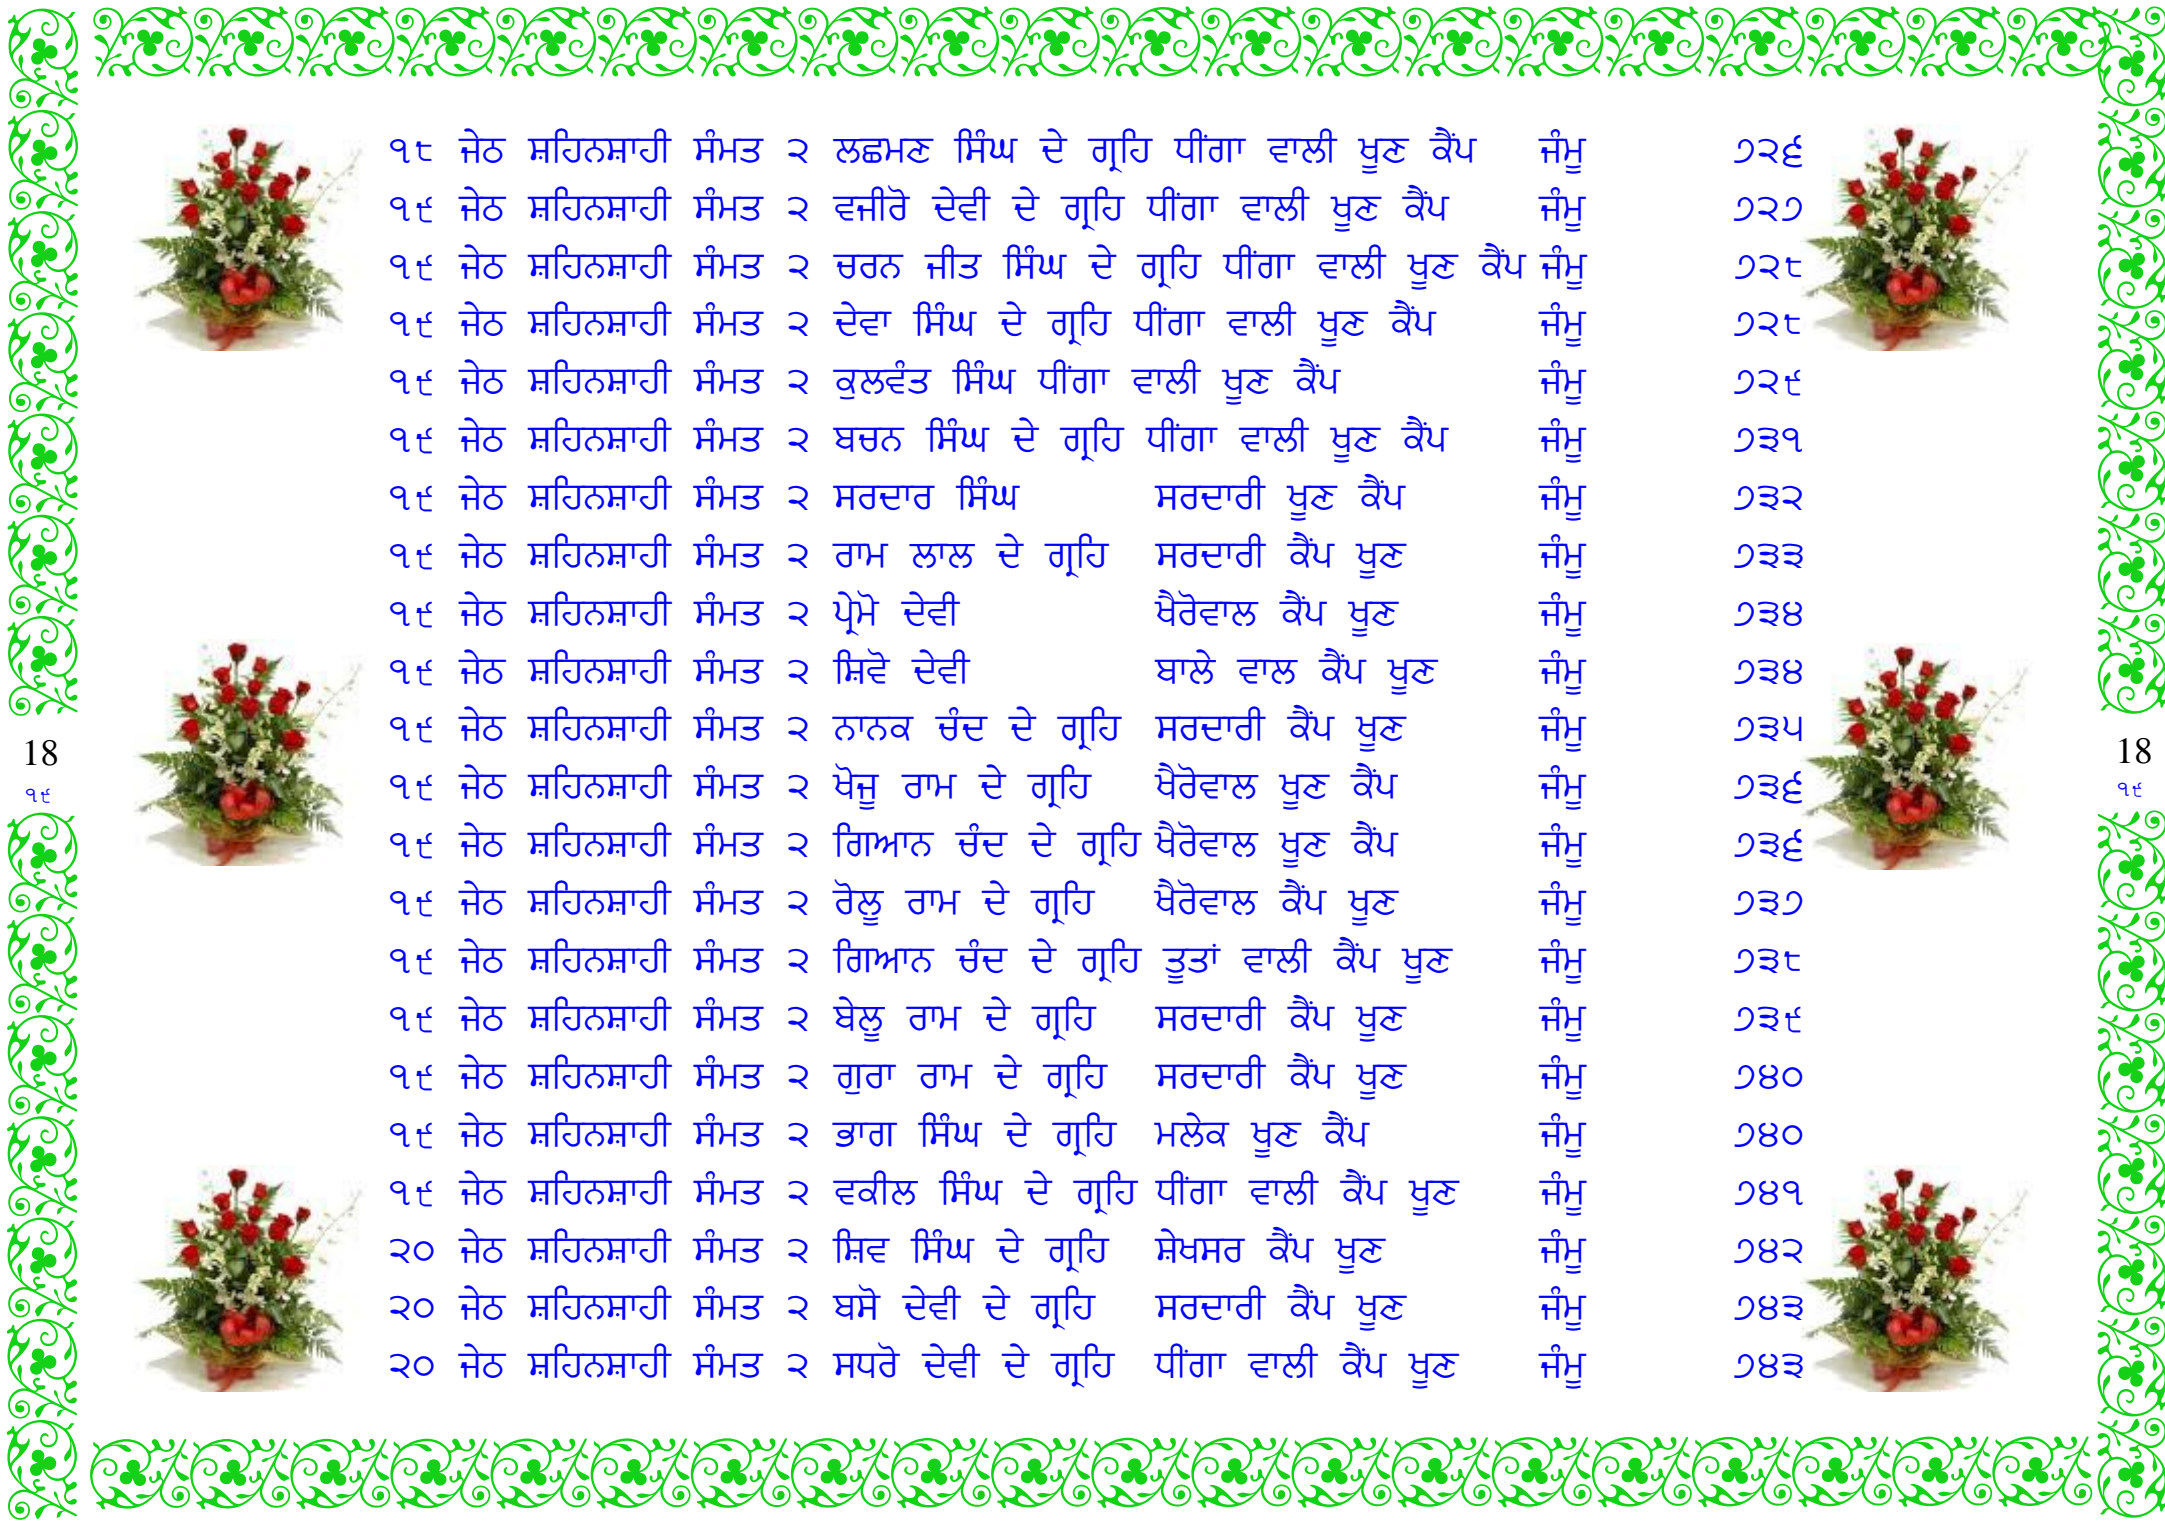 ੧੮ ਜੇਠ ਸ਼ਹਿਨਸ਼ਾਹੀ ਸੰਮਤ ੨ ਲਛਮਣ ਸਿੰਘ ਦੇ ਗ੍ਰਹਿ ਧੀਂਗਾ ਵਾਲੀ ਖੂਣ ਕੈਂਪ ਜੰਮੂ ੭੨੬
੧੯ ਜੇਠ ਸ਼ਹਿਨਸ਼ਾਹੀ ਸੰਮਤ ੨ ਵਜੀਰੋ ਦੇਵੀ ਦੇ ਗ੍ਰਹਿ ਧੀਂਗਾ ਵਾਲੀ ਖੂਣ ਕੈਂਪ ਜੰਮੂ ੭੨੭
੧੯ ਜੇਠ ਸ਼ਹਿਨਸ਼ਾਹੀ ਸੰਮਤ ੨ ਚਰਨ ਜੀਤ ਸਿੰਘ ਦੇ ਗ੍ਰਹਿ ਧੀਂਗਾ ਵਾਲੀ ਖੂਣ ਕੈਂਪ ਜੰਮੂ ੭੨੮
੧੯ ਜੇਠ ਸ਼ਹਿਨਸ਼ਾਹੀ ਸੰਮਤ ੨ ਦੇਵਾ ਸਿੰਘ ਦੇ ਗ੍ਰਹਿ ਧੀਂਗਾ ਵਾਲੀ ਖੂਣ ਕੈਂਪ ਜੰਮੂ ੭੨੮
੧੯ ਜੇਠ ਸ਼ਹਿਨਸ਼ਾਹੀ ਸੰਮਤ ੨ ਕੁਲਵੰਤ ਸਿੰਘ ਧੀਂਗਾ ਵਾਲੀ ਖੂਣ ਕੈਂਪ ਜੰਮੂ ੭੨੯
੧੯ ਜੇਠ ਸ਼ਹਿਨਸ਼ਾਹੀ ਸੰਮਤ ੨ ਬਚਨ ਸਿੰਘ ਦੇ ਗ੍ਰਹਿ ਧੀਂਗਾ ਵਾਲੀ ਖੂਣ ਕੈਂਪ ਜੰਮੂ ੭੩੧
੧੯ ਜੇਠ ਸ਼ਹਿਨਸ਼ਾਹੀ ਸੰਮਤ ੨ ਸਰਦਾਰ ਸਿੰਘ ਸਰਦਾਰੀ ਖੂਣ ਕੈਂਪ ਜੰਮੂ ੭੩੨
੧੯ ਜੇਠ ਸ਼ਹਿਨਸ਼ਾਹੀ ਸੰਮਤ ੨ ਰਾਮ ਲਾਲ ਦੇ ਗ੍ਰਹਿ ਸਰਦਾਰੀ ਕੈਂਪ ਖੂਣ ਜੰਮੂ ੭੩੩
੧੯ ਜੇਠ ਸ਼ਹਿਨਸ਼ਾਹੀ ਸੰਮਤ ੨ ਪ੍ਰੇਮੋ ਦੇਵੀ ਖੈਰੋਵਾਲ ਕੈਂਪ ਖੂਣ ਜੰਮੂ ੭੩੪
੧੯ ਜੇਠ ਸ਼ਹਿਨਸ਼ਾਹੀ ਸੰਮਤ ੨ ਸ਼ਿਵੋ ਦੇਵੀ ਬਾਲੇ ਵਾਲ ਕੈਂਪ ਖੂਣ ਜੰਮੂ ੭੩੪
੧੯ ਜੇਠ ਸ਼ਹਿਨਸ਼ਾਹੀ ਸੰਮਤ ੨ ਨਾਨਕ ਚੰਦ ਦੇ ਗ੍ਰਹਿ ਸਰਦਾਰੀ ਕੈਂਪ ਖੂਣ ਜੰਮੂ ੭੩੫
18 18
੧੯ ਜੇਠ ਸ਼ਹਿਨਸ਼ਾਹੀ ਸੰਮਤ ੨ ਖੋਜੂ ਰਾਮ ਦੇ ਗ੍ਰਹਿ ਖੈਰੋਵਾਲ ਖੂਣ ਕੈਂਪ ਜੰਮੂ ੭੩੬
੧੯ ੧੯
੧੯ ਜੇਠ ਸ਼ਹਿਨਸ਼ਾਹੀ ਸੰਮਤ ੨ ਗਿਆਨ ਚੰਦ ਦੇ ਗ੍ਰਹਿ ਖੈਰੋਵਾਲ ਖੂਣ ਕੈਂਪ ਜੰਮੂ ੭੩੬
੧੯ ਜੇਠ ਸ਼ਹਿਨਸ਼ਾਹੀ ਸੰਮਤ ੨ ਰੋਲੂ ਰਾਮ ਦੇ ਗ੍ਰਹਿ ਖੈਰੋਵਾਲ ਕੈਂਪ ਖੂਣ ਜੰਮੂ ੭੩੭
੧੯ ਜੇਠ ਸ਼ਹਿਨਸ਼ਾਹੀ ਸੰਮਤ ੨ ਗਿਆਨ ਚੰਦ ਦੇ ਗ੍ਰਹਿ ਤੂਤਾਂ ਵਾਲੀ ਕੈਂਪ ਖੂਣ ਜੰਮੂ ੭੩੮
੧੯ ਜੇਠ ਸ਼ਹਿਨਸ਼ਾਹੀ ਸੰਮਤ ੨ ਬੇਲੂ ਰਾਮ ਦੇ ਗ੍ਰਹਿ ਸਰਦਾਰੀ ਕੈਂਪ ਖੂਣ ਜੰਮੂ ੭੩੯
੧੯ ਜੇਠ ਸ਼ਹਿਨਸ਼ਾਹੀ ਸੰਮਤ ੨ ਗੁਰਾ ਰਾਮ ਦੇ ਗ੍ਰਹਿ ਸਰਦਾਰੀ ਕੈਂਪ ਖੂਣ ਜੰਮੂ ੭੪੦
੧੯ ਜੇਠ ਸ਼ਹਿਨਸ਼ਾਹੀ ਸੰਮਤ ੨ ਭਾਗ ਸਿੰਘ ਦੇ ਗ੍ਰਹਿ ਮਲੇਕ ਖੂਣ ਕੈਂਪ ਜੰਮੂ ੭੪੦
੧੯ ਜੇਠ ਸ਼ਹਿਨਸ਼ਾਹੀ ਸੰਮਤ ੨ ਵਕੀਲ ਸਿੰਘ ਦੇ ਗ੍ਰਹਿ ਧੀਂਗਾ ਵਾਲੀ ਕੈਂਪ ਖੂਣ ਜੰਮੂ ੭੪੧
੨੦ ਜੇਠ ਸ਼ਹਿਨਸ਼ਾਹੀ ਸੰਮਤ ੨ ਸ਼ਿਵ ਸਿੰਘ ਦੇ ਗ੍ਰਹਿ ਸ਼ੇਖਸਰ ਕੈਂਪ ਖੂਣ ਜੰਮੂ ੭੪੨
੨੦ ਜੇਠ ਸ਼ਹਿਨਸ਼ਾਹੀ ਸੰਮਤ ੨ ਬਸੋ ਦੇਵੀ ਦੇ ਗ੍ਰਹਿ ਸਰਦਾਰੀ ਕੈਂਪ ਖੂਣ ਜੰਮੂ ੭੪੩
੨੦ ਜੇਠ ਸ਼ਹਿਨਸ਼ਾਹੀ ਸੰਮਤ ੨ ਸਧਰੋ ਦੇਵੀ ਦੇ ਗ੍ਰਹਿ ਧੀਂਗਾ ਵਾਲੀ ਕੈਂਪ ਖੂਣ ਜੰਮੂ ੭੪੩